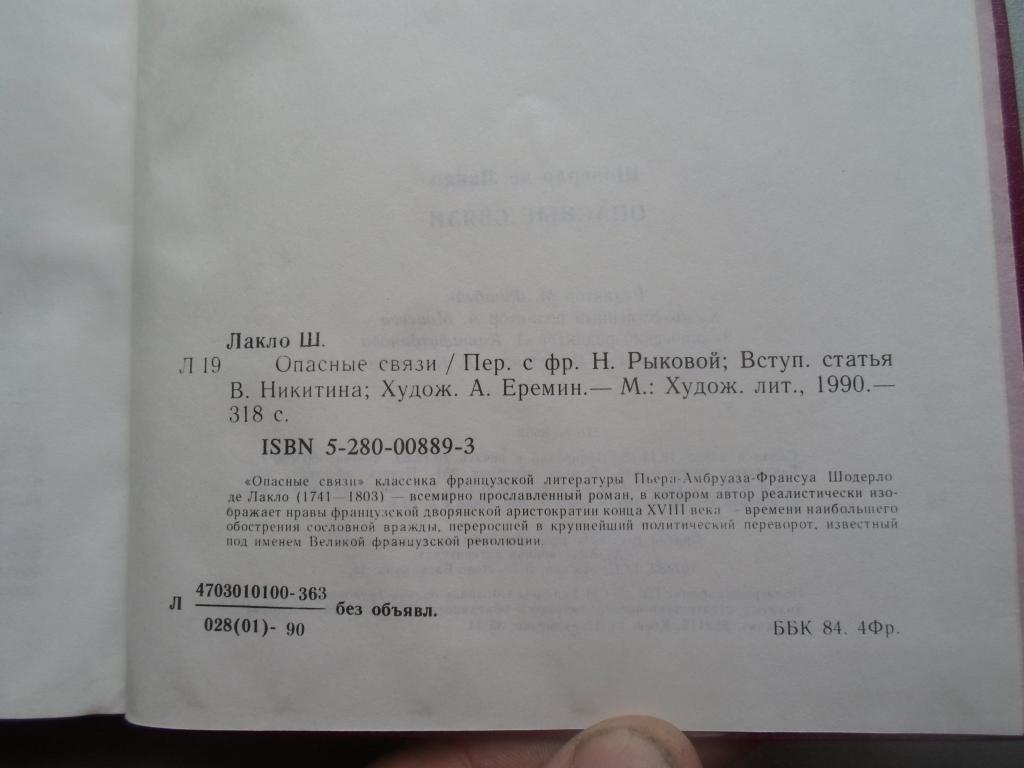 Лакло Ш.
Л 19 Опасные связи / Пер. с фр. Н. Рыковой; Вступ. статья
В. Никитина; Худож. А. Еремин.— М.: Худож. лит., 1990.—
318 с.
ISBN 5-280-00889-3
«Опасные связи» классика французской литературы Пьера-Амбруаза-Франсуа Шодерло
де Лакло (1741—1803) — всемирно прославленный роман, в котором автор реалистически изо-
бражает нравы французской дворянской аристократии конца XVIII века - времени наибольшего
обострения сословной вражды, переросшей в крупнейший политический переворот, известный
под именем Великой французской революции.
4703010100-363
Л без объявл.
028(01)- 90
ББК 84. 4Фр.